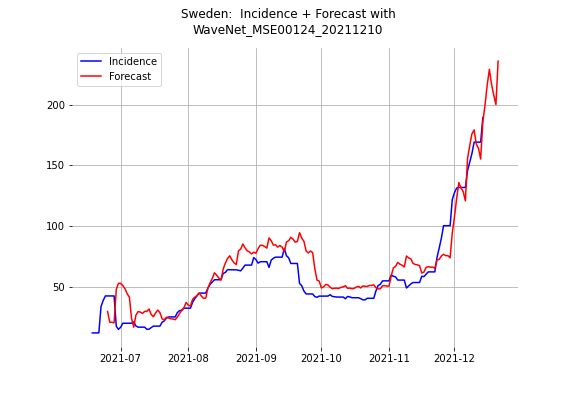 Sweden:  Incidence + Forecast with
WaveNet_MSE00124_20211210
Incidence
Forecast
200
150
100
50
2021-07
2021-08
2021-09
2021-10
2021-11
2021-12